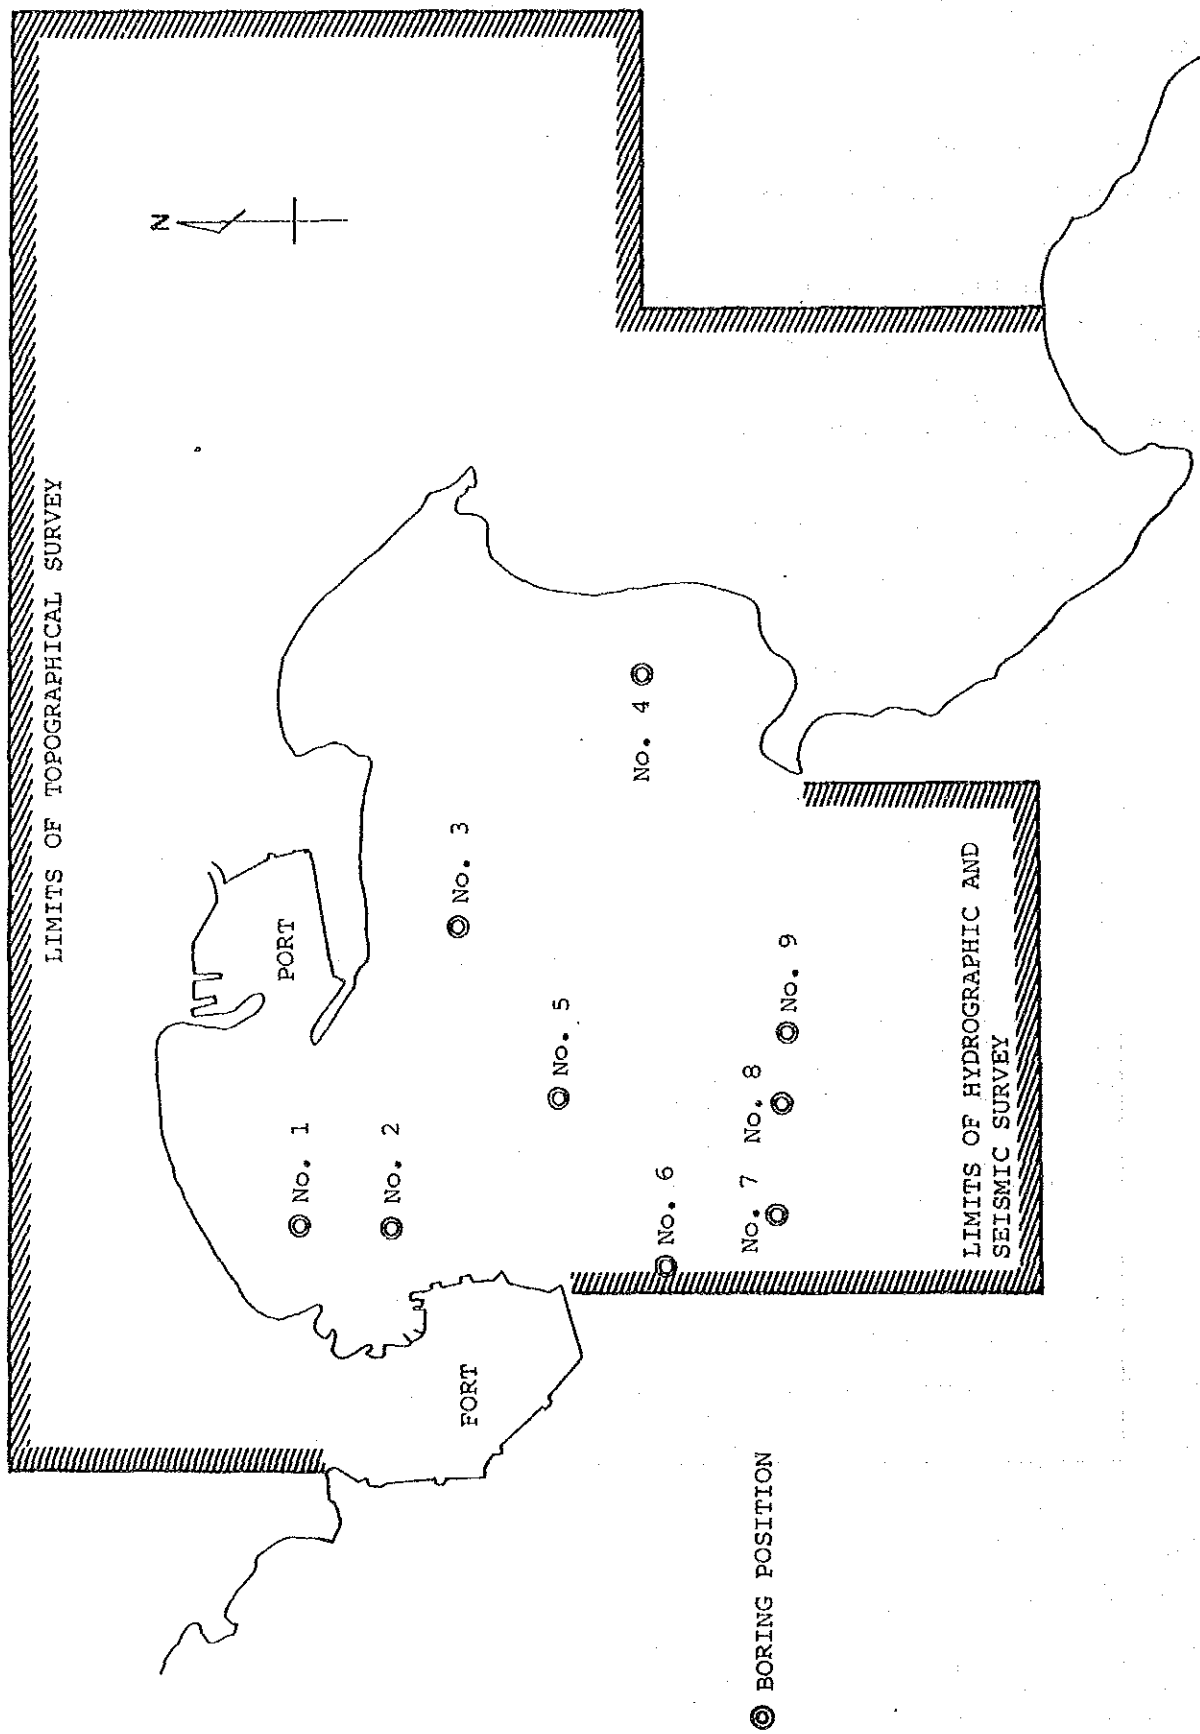 LIMITS OF TOPOGRAPHICAL SURVEY
N
PORT
No. 1
No. 2
No. 3
FORT
No. 5
No. 4
No. 6
No. 7
No. 8
No. 9
LIMITS OF HYDROGRAPHIC AND
SEISMIC SURVEY
BORING POSITION